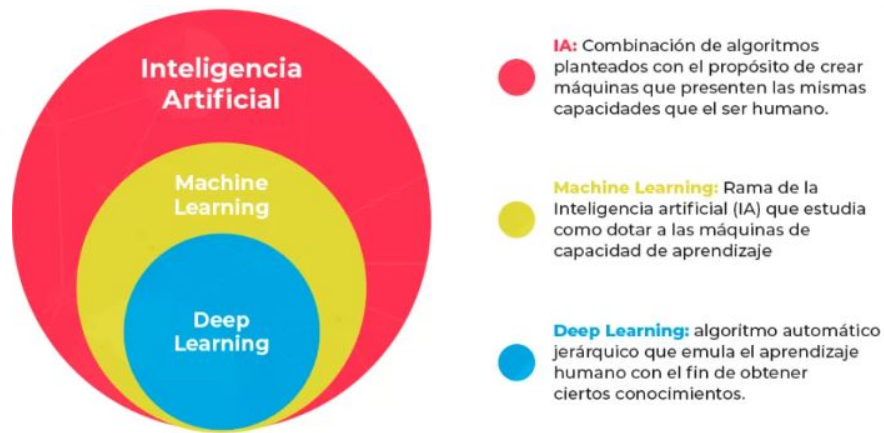 Inteligencia
Artificial
Machine
Learning
Deep
Learning
IA: Combinación de algoritmos
planteados con el propósito de crear
máquinas que presenten las mismas
capacidades que el ser humano.
Machine Learning: Rama de la
Inteligencia artificial (IA) que estudia
como dotar a las máquinas de
capacidad de aprendizaje
Deep Learning: algoritmo automático
jerárquico que emula el aprendizaje
humano con el fin de obtener
ciertos conocimientos.